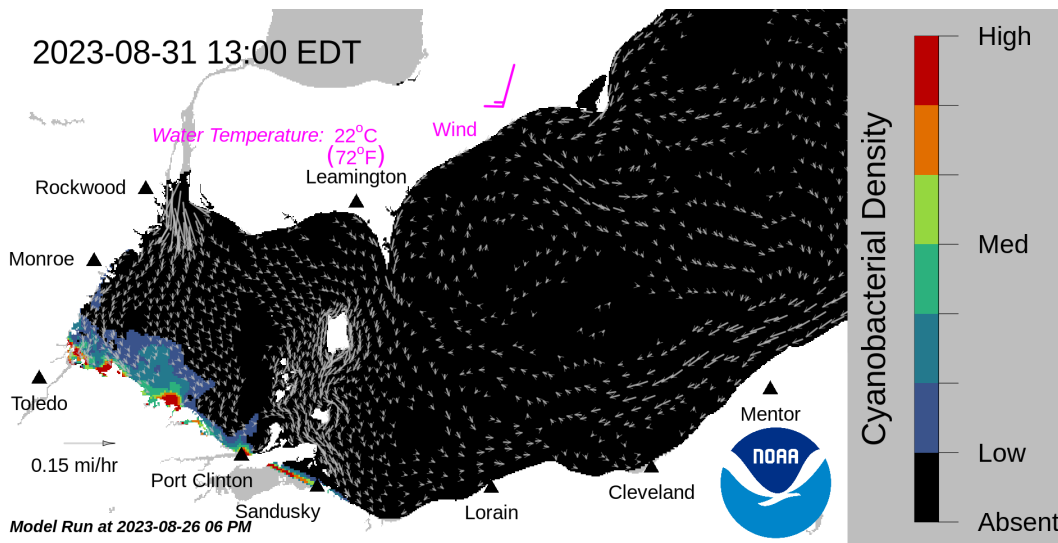 2023-08-31 13:00 EDT
Water Temperature: 22°C
(72°F)
Wind
Leamington
Rockwood
Monroe
Toledo
0.15 mi/hr
Port Clinton
Sandusky
Lorain
Cleveland
Mentor
NOAA
Model Run at 2023-08-26 06 PM
Cyanobacterial Density
High
Med
Low
Absent